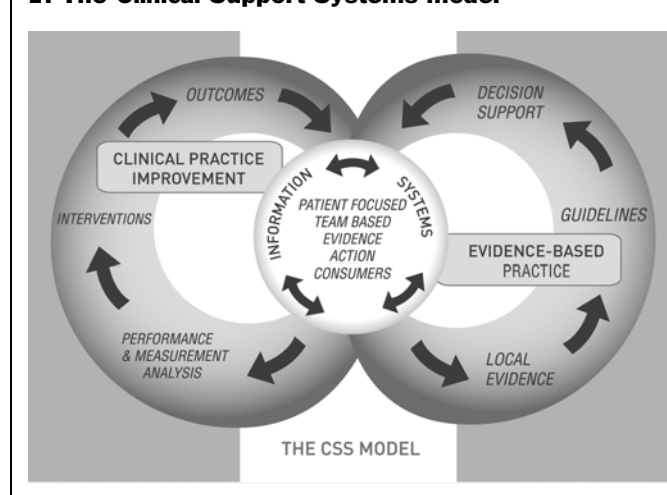 1: The Clinical Support Systems model
OUTCOMES
CLINICAL PRACTICE
IMPROVEMENT
INTERVENTIONS
PERFORMANCE
& MEASUREMENT
ANALYSIS
INFORMATION
SYSTEMS
PATIENT FOCUSED
TEAM BASED
EVIDENCE
ACTION
CONSUMERS
DECISION
SUPPORT
GUIDELINES
EVIDENCE-BASED
PRACTICE
LOCAL
EVIDENCE
THE CSS MODEL